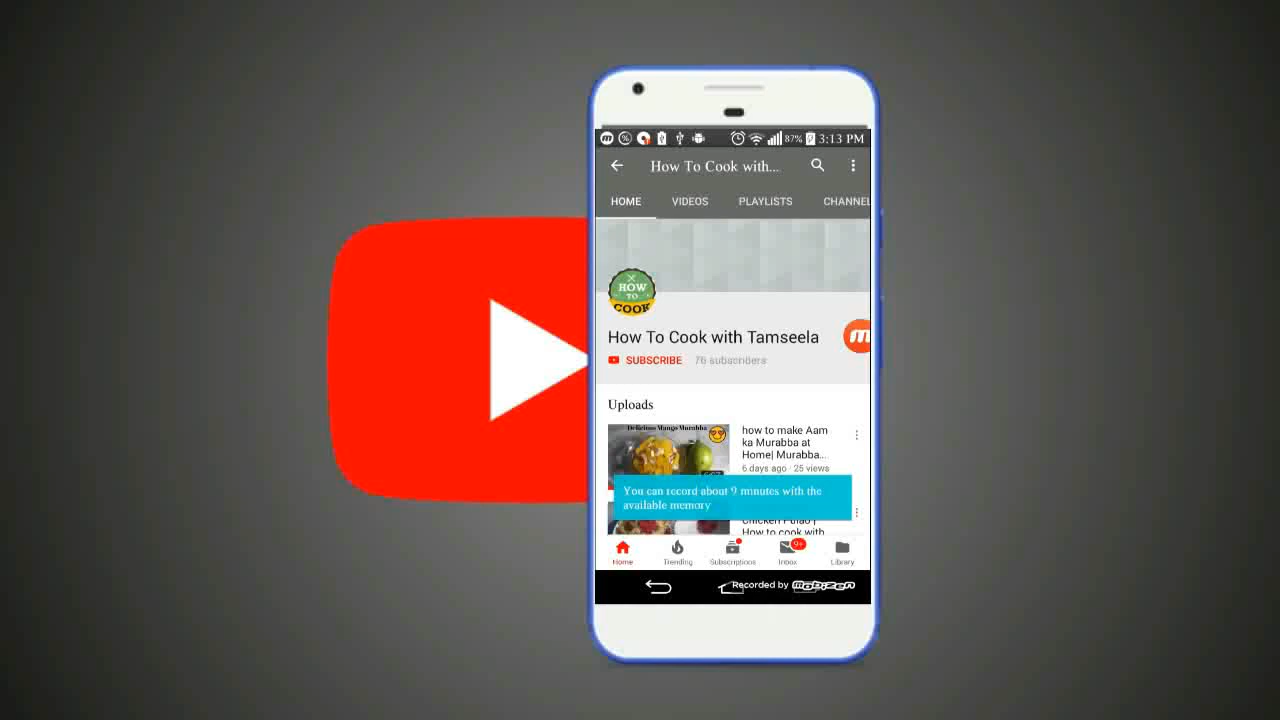 87% 3:13 PM
How To Cook with...
HOME VIDEOS PLAYLISTS CHANNEL
HOW
TO
COOK
How To Cook with Tamseela
SUBSCRIBE 76 subscribers
Uploads
Delicious Mango Murabba
how to make Aam
ka Murabba at
Home| Murabba...
6 days ago · 25 views
You can record about 9 minutes with the
available memory
Chicken Pulao |
How to cook with
9+
Home Trending Subscriptions Inbox Library
Recorded by mobizen